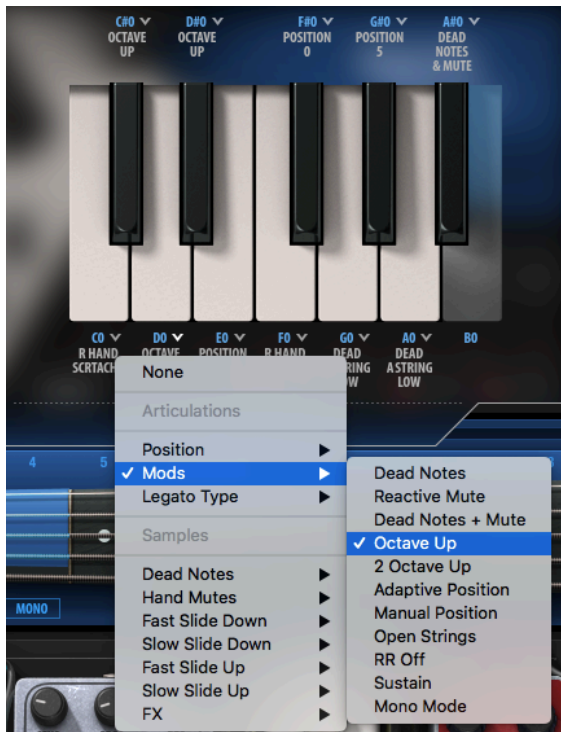 C#0 D#0 F#0 G#0 A#0
OCTAVE UP
OCTAVE UP
POSITION 0
POSITION 5
DEAD NOTES & MUTE
C0 D0 E0 F0 G0 A0 B0
R HAND SCRTACH
OCTAVE
POSITION
R HAND
DEAD
DEAD A STRING LOW
None
Articulations
Position
✓ Mods
Legato Type
Samples
Dead Notes
Hand Mutes
Fast Slide Down
Slow Slide Down
Fast Slide Up
Slow Slide Up
FX
Dead Notes
Reactive Mute
Dead Notes + Mute
✓ Octave Up
2 Octave Up
Adaptive Position
Manual Position
Open Strings
RR Off
Sustain
Mono Mode
4 5
MONO